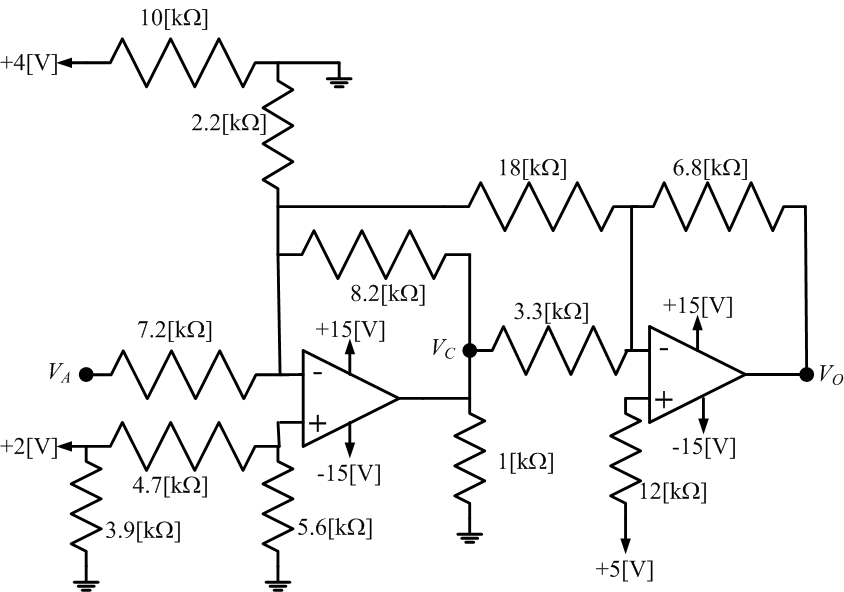 10[kΩ]
+4[V]
2.2[kΩ]
18[kΩ]
6.8[kΩ]
8.2[kΩ]
+15[V]
3.3[kΩ]
7.2[kΩ]
+15[V]
V_C
V_A
-
-
V_O
+
+
+2[V]
-15[V]
-15[V]
4.7[kΩ]
1[kΩ]
12[kΩ]
3.9[kΩ]
5.6[kΩ]
+5[V]